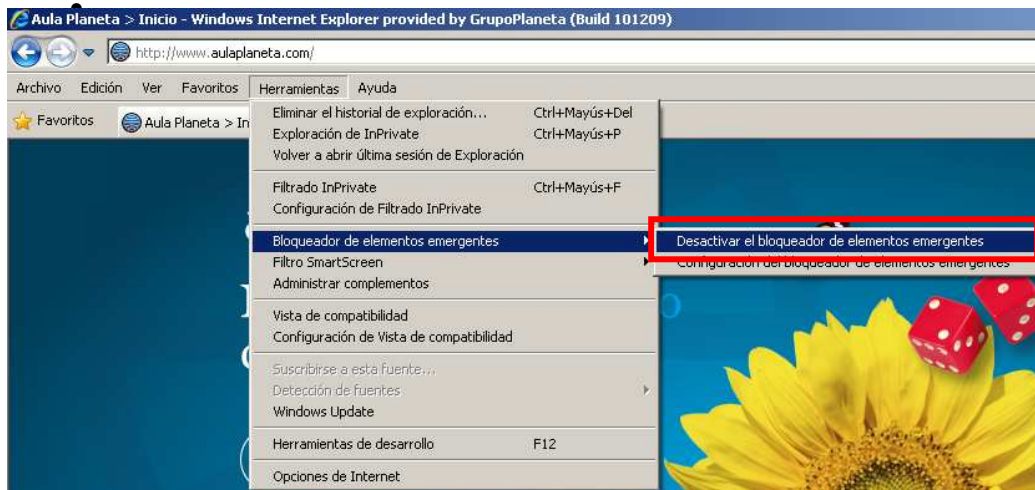 Aula Planeta > Inicio - Windows Internet Explorer provided by GrupoPlaneta (Build 101209)
http://www.aulaplaneta.com/
Archivo Edición Ver Favoritos Herramientas Ayuda
Favoritos Aula Planeta > In
Eliminar el historial de exploración... Ctrl+Mayús+Del
Exploración de InPrivate Ctrl+Mayús+P
Volver a abrir última sesión de Exploración
Filtrado InPrivate Ctrl+Mayús+F
Configuración de Filtrado InPrivate
Bloqueador de elementos emergentes
Desactivar el bloqueador de elementos emergentes
Filtro SmartScreen
Configuración del bloqueador de elementos emergentes
Administrar complementos
Vista de compatibilidad
Configuración de Vista de compatibilidad
Suscribirse a esta fuente...
Detección de fuentes
Windows Update
Herramientas de desarrollo F12
Opciones de Internet